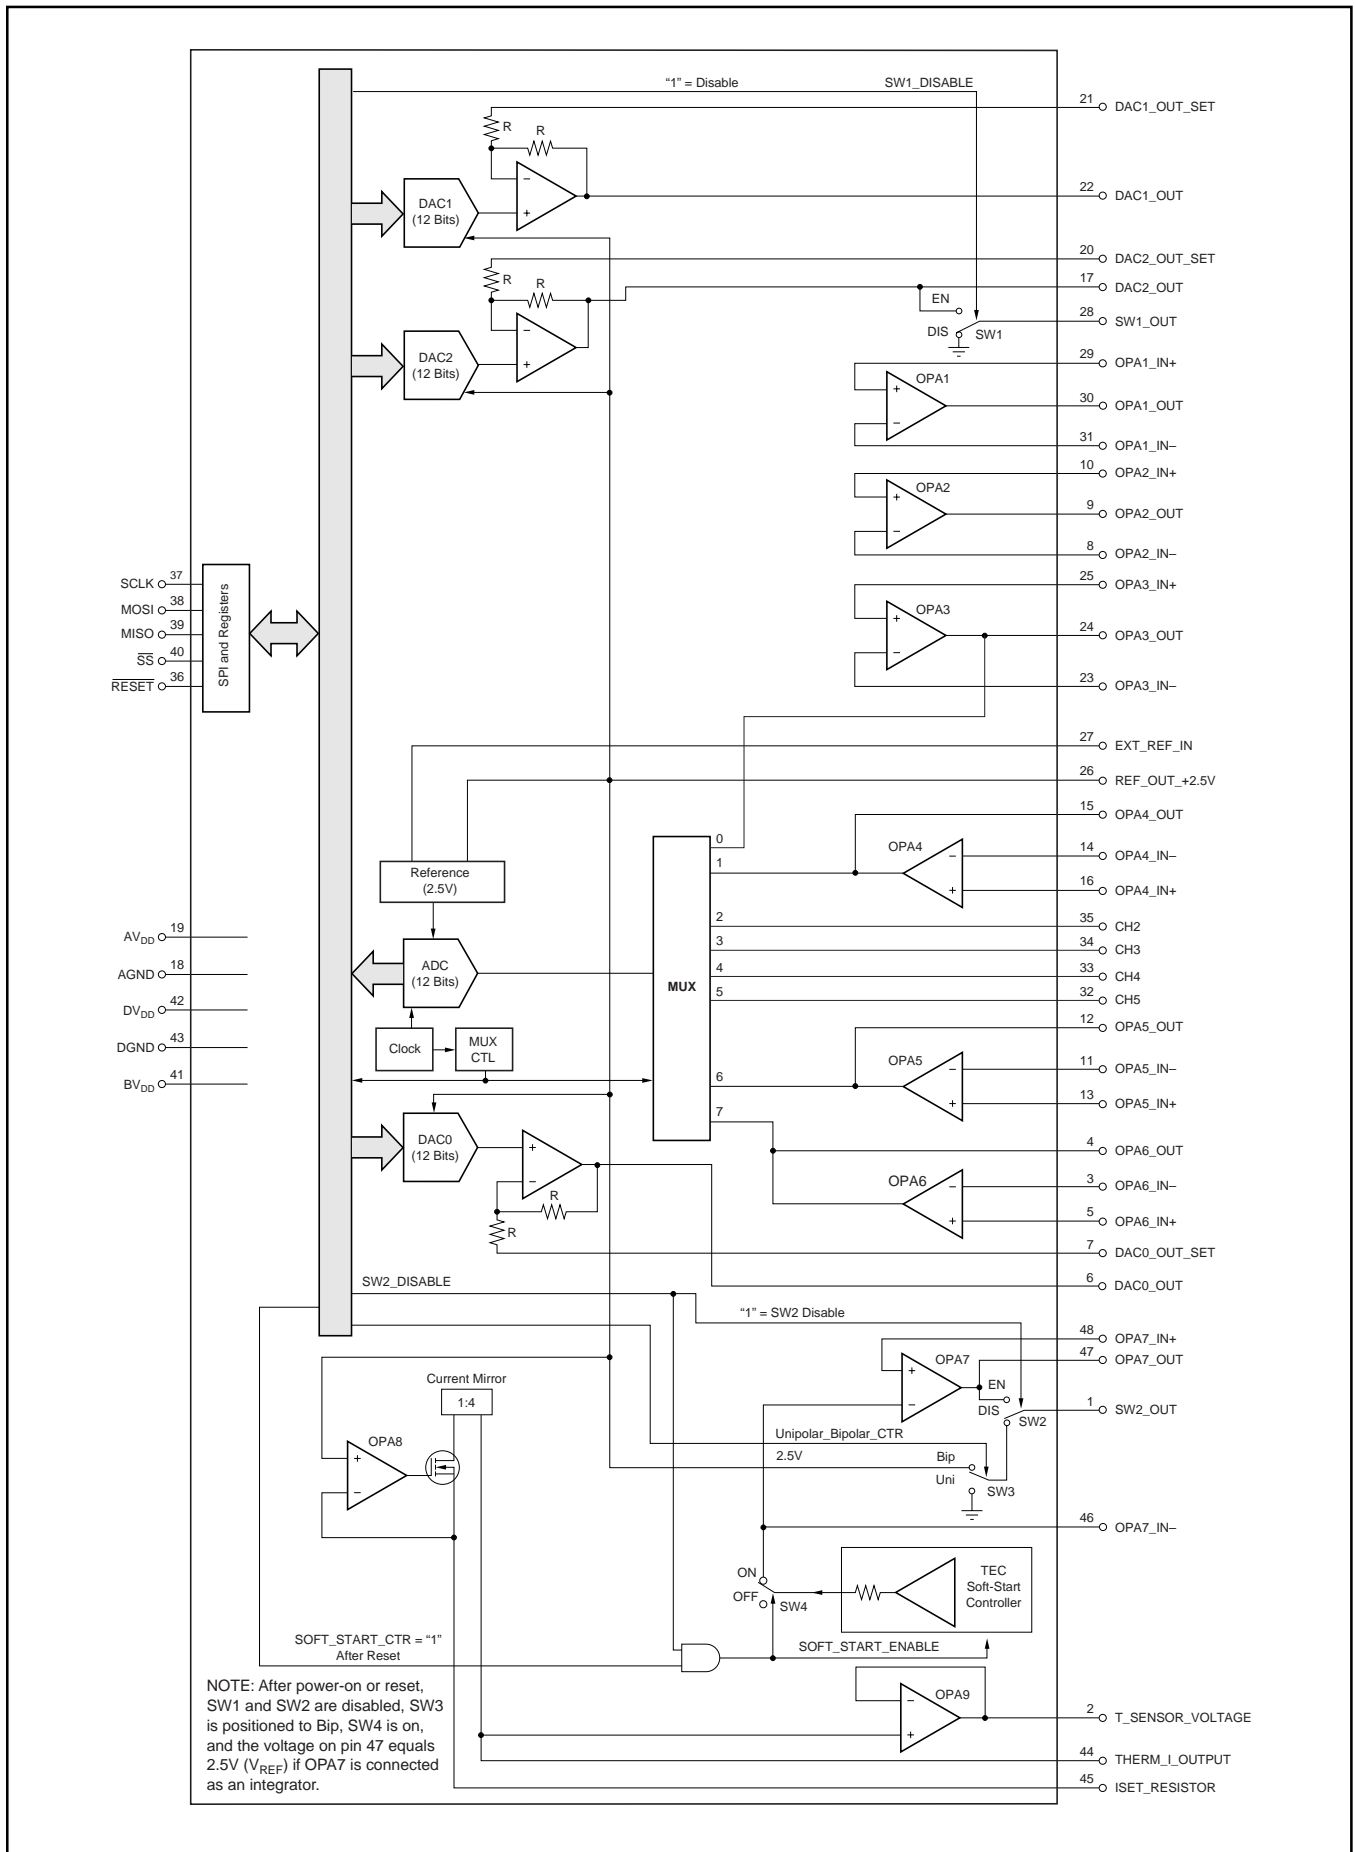 "1" = Disable
SW1_DISABLE
21
DAC1_OUT_SET
R
R
DAC1
(12 Bits)
−
+
22
DAC1_OUT
20
DAC2_OUT_SET
R
R
17
DAC2_OUT
EN
DIS
SW1
28
SW1_OUT
DAC2
(12 Bits)
−
+
29
OPA1_IN+
OPA1
+
−
30
OPA1_OUT
31
OPA1_IN–
10
OPA2_IN+
OPA2
+
−
9
OPA2_OUT
8
OPA2_IN–
SCLK
37
MOSI
38
MISO
39
SS
40
RESET
36
SPI and Registers
25
OPA3_IN+
OPA3
+
−
24
OPA3_OUT
23
OPA3_IN–
27
EXT_REF_IN
26
REF_OUT_+2.5V
15
OPA4_OUT
0
1
OPA4
−
+
14
OPA4_IN–
16
OPA4_IN+
Reference
(2.5V)
AVDD
19
AGND
18
DVDD
42
DGND
43
BVDD
41
ADC
(12 Bits)
Clock
MUX
CTL
MUX
2
35
CH2
3
34
CH3
4
33
CH4
5
32
CH5
12
OPA5_OUT
OPA5
−
+
11
OPA5_IN–
6
13
OPA5_IN+
7
DAC0
(12 Bits)
+
−
R
R
4
OPA6_OUT
OPA6
−
+
3
OPA6_IN–
5
OPA6_IN+
7
DAC0_OUT_SET
SW2_DISABLE
6
DAC0_OUT
"1" = SW2 Disable
48
OPA7_IN+
47
OPA7_OUT
OPA7
+
−
EN
DIS
SW2
1
SW2_OUT
Current Mirror
1:4
OPA8
+
−
Unipolar_Bipolar_CTR
2.5V
Bip
Uni
SW3
46
OPA7_IN–
ON
OFF
SW4
TEC
Soft-Start
Controller
SOFT_START_CTR = "1"
After Reset
SOFT_START_ENABLE
NOTE: After power-on or reset,
SW1 and SW2 are disabled, SW3
is positioned to Bip, SW4 is on,
and the voltage on pin 47 equals
2.5V (VREF) if OPA7 is connected
as an integrator.
OPA9
−
+
2
T_SENSOR_VOLTAGE
44
THERM_I_OUTPUT
45
ISET_RESISTOR